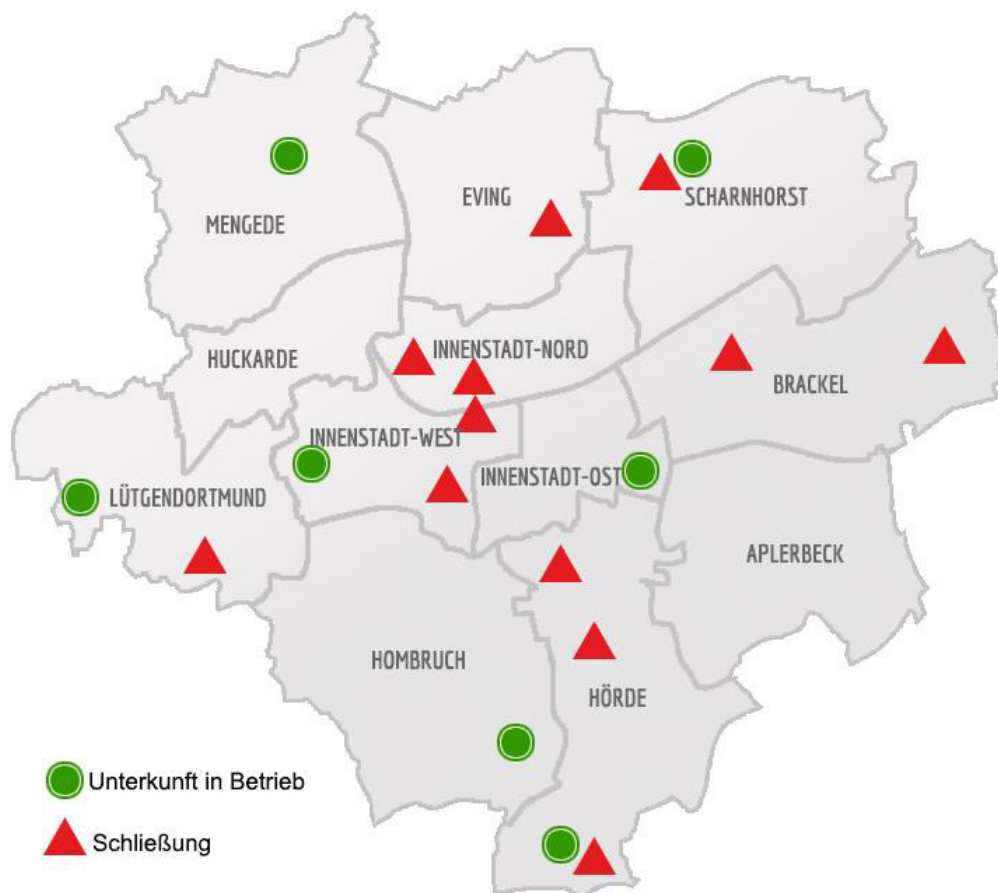 EVING
SCHARNHORST
MENGEDE
INNENSTADT-NORD
HUCKARDE
BRACKEL
INNENSTADT-WEST
INNENSTADT-OST
LÜTGENDORTMUND
APLERBECK
HOMBRUCH
HÖRDE
Unterkunft in Betrieb
Schließung